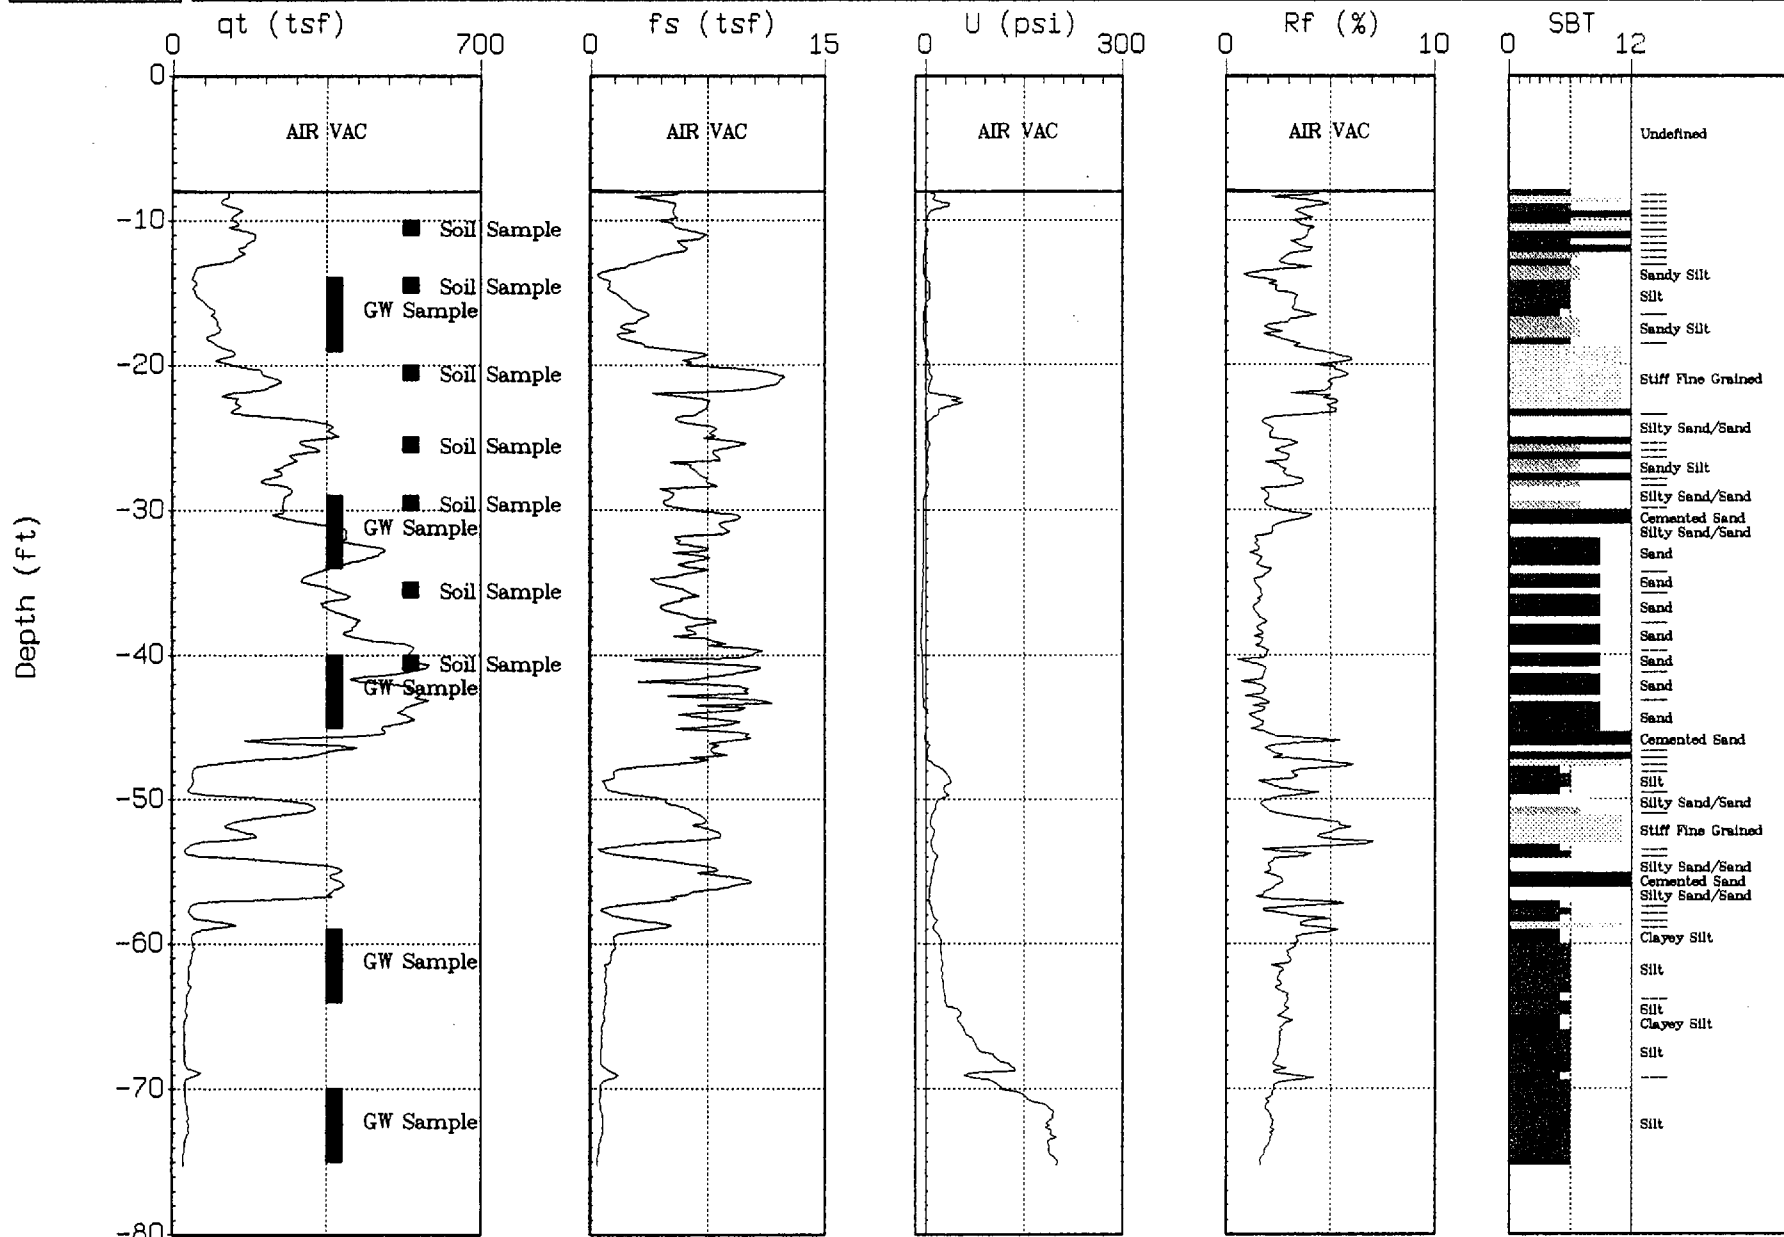 qt (tsf) fs (tsf) U (psi) Rf (%) SBT
0 700 0 15 0 300 0 10 0 12
0
AIR VAC AIR VAC AIR VAC AIR VAC
Undefined
-10
Soil Sample
Sandy Silt
Soil Sample
Silt
GW Sample
Sandy Silt
-20
Soil Sample
Stiff Fine Grained
Silty Sand/Sand
Soil Sample
Sandy Silt
Silty Sand/Sand
Soil Sample
-30
Cemented Sand
GW Sample
Silty Sand/Sand
Sand
Sand
Soil Sample
Sand
Sand
-40
Sand
Soil Sample
Sand
GW Sample
Sand
Cemented Sand
Silt
-50
Silty Sand/Sand
Stiff Fine Grained
Silty Sand/Sand
Cemented Sand
Silty Sand/Sand
Clayey Silt
-60
GW Sample
Silt
Silt
Clayey Silt
Silt
-70
GW Sample
Silt
-80
Depth (ft)